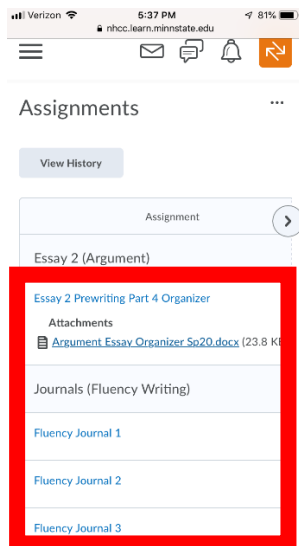 Verizon 5:37 PM 81%
nhcc.learn.minnstate.edu
Assignments
View History
Assignment
Essay 2 (Argument)
Essay 2 Prewriting Part 4 Organizer
Attachments
Argument Essay Organizer Sp20.docx (23.8 K
Journals (Fluency Writing)
Fluency Journal 1
Fluency Journal 2
Fluency Journal 3